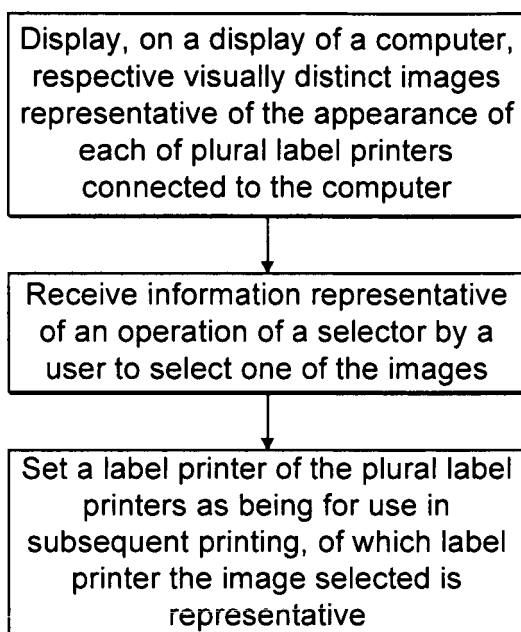 Display, on a display of a computer,
respective visually distinct images
representative of the appearance of
each of plural label printers
connected to the computer
Receive information representative
of an operation of a selector by a
user to select one of the images
Set a label printer of the plural label
printers as being for use in
subsequent printing, of which label
printer the image selected is
representative